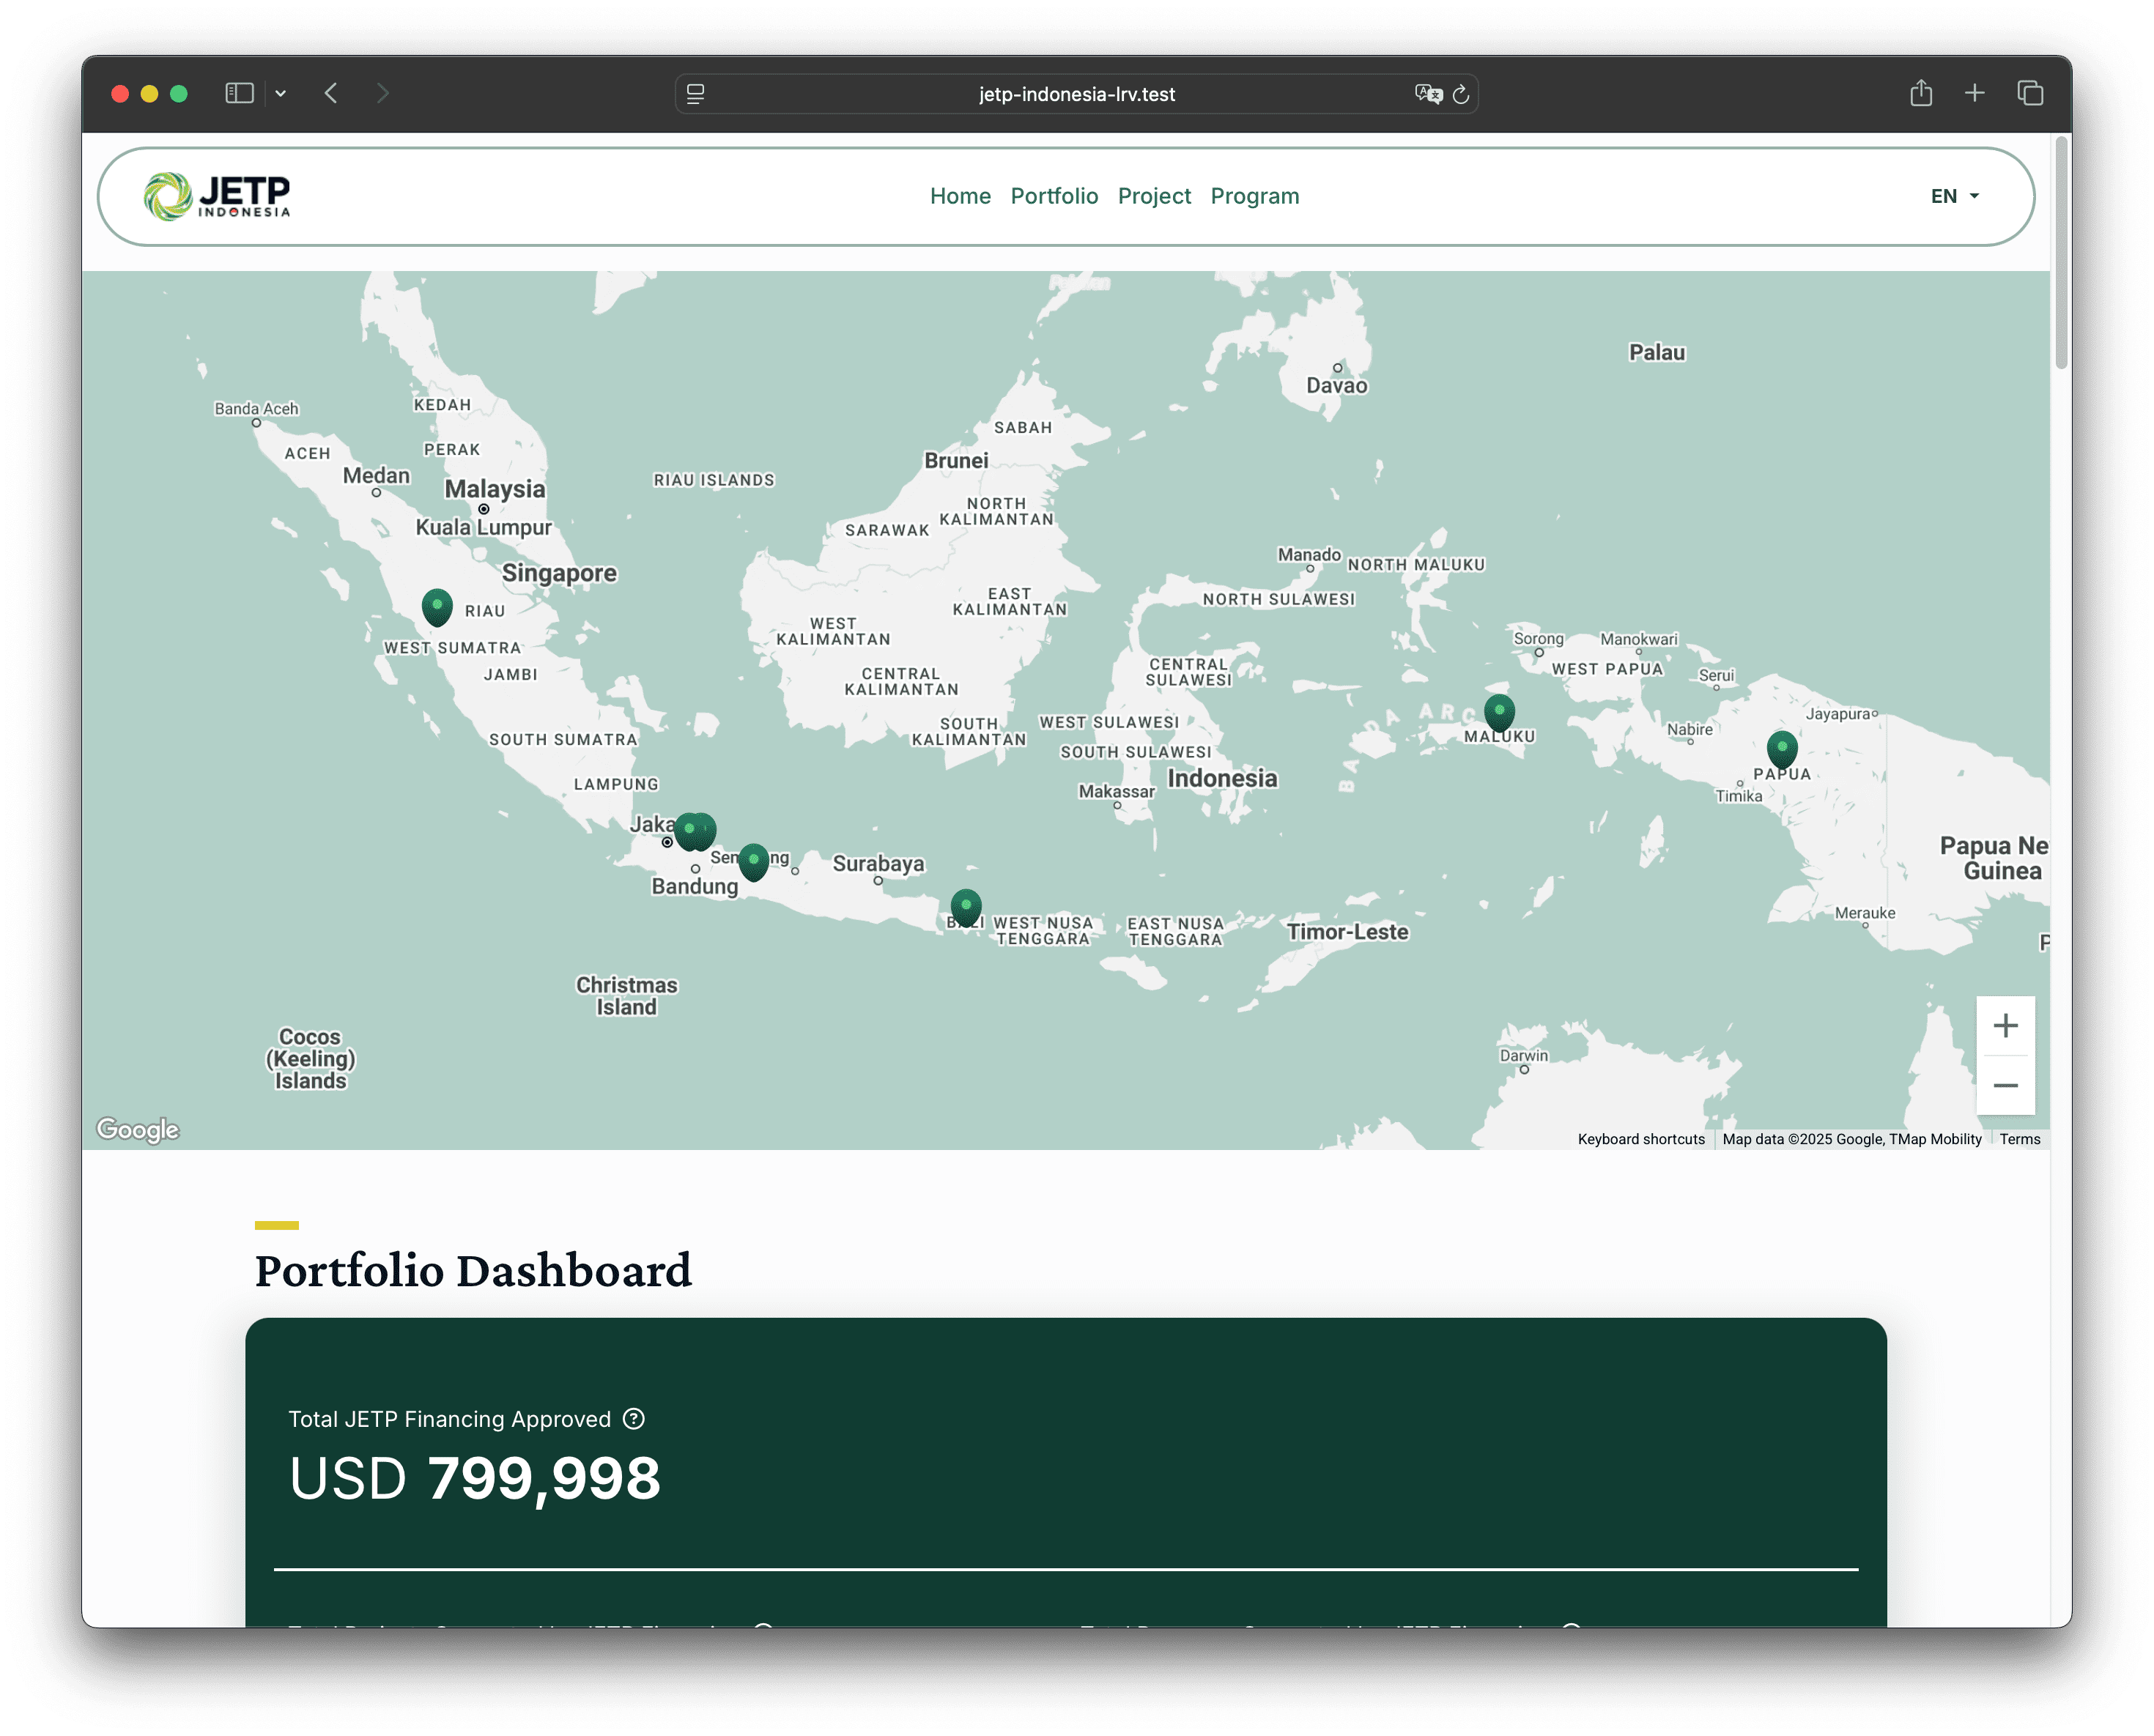 jetp-indonesia-lrv.test
JETP
INDONESIA
Home Portfolio Project Program
EN
Palau
Davao
Banda Aceh
KEDAH
SABAH
ACEH
PERAK
Brunei
Medan
RIAU ISLANDS
Malaysia
NORTH
KALIMANTAN
Kuala Lumpur
SARAWAK
Manado
NORTH MALUKU
Singapore
EAST
KALIMANTAN
NORTH SULAWESI
RIAU
WEST
KALIMANTAN
Sorong
Manokwari
WEST SUMATRA
JAMBI
CENTRAL
KALIMANTAN
CENTRAL
SULAWESI
WEST PAPUA
Serui
Jayapura
SOUTH
KALIMANTAN
WEST SULAWESI
MALUKU
Nabire
SOUTH SUMATRA
SOUTH SULAWESI
PAPUA
LAMPUNG
Indonesia
Makassar
Timika
Surabaya
Bandung
Papua Ne
Guinea
Merauke
WEST NUSA
TENGGARA
EAST NUSA
TENGGARA
Timor-Leste
Christmas
Island
Cocos
(Keeling)
Islands
Darwin
Google
Keyboard shortcuts
Map data ©2025 Google, TMap Mobility
Terms
Portfolio Dashboard
Total JETP Financing Approved
USD 799,998